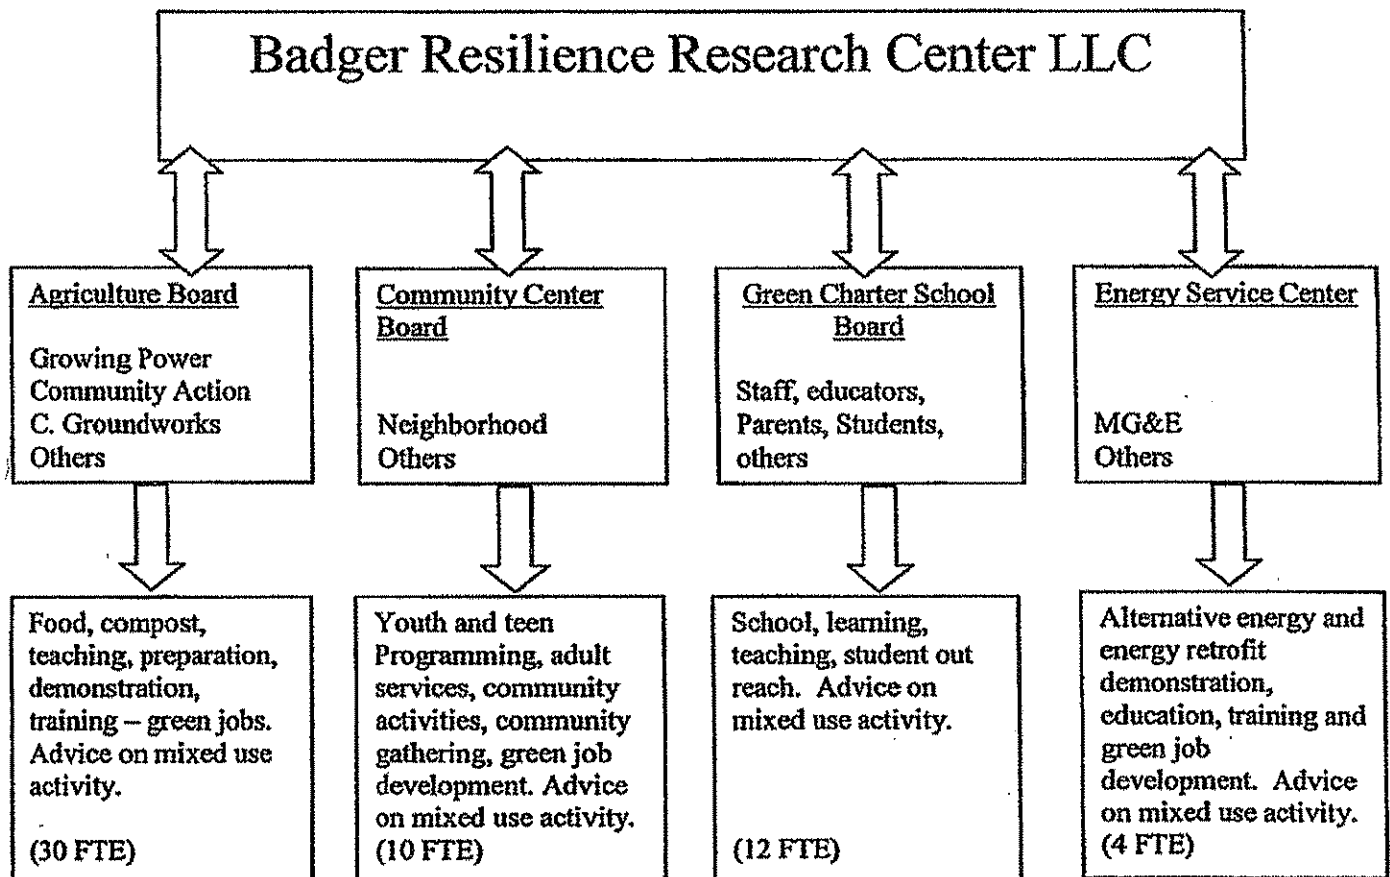 Badger Resilience Research Center LLC
Agriculture Board
Growing Power
Community Action
C. Groundworks
Others
Community Center
Board
Neighborhood
Others
Green Charter School
Board
Staff, educators,
Parents, Students,
others
Energy Service Center
MG&E
Others
Food, compost,
teaching, preparation,
demonstration,
training – green jobs.
Advice on mixed use
activity.
(30 FTE)
Youth and teen
Programming, adult
services, community
activities, community
gathering, green job
development. Advice
on mixed use activity.
(10 FTE)
School, learning,
teaching, student out
reach. Advice on
mixed use activity.
(12 FTE)
Alternative energy and
energy retrofit
demonstration,
education, training and
green job
development. Advice
on mixed use activity.
(4 FTE)